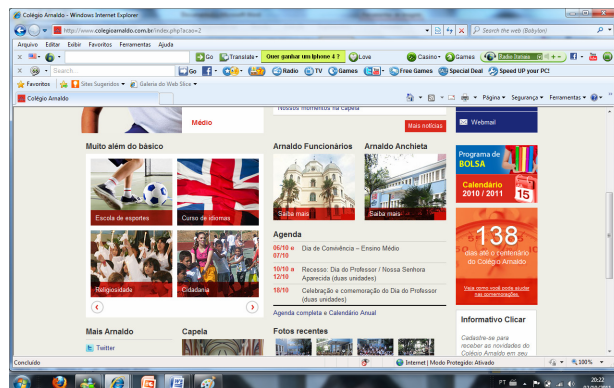 Colégio Arnaldo - Windows Internet Explorer
http://www.colegioarnaldo.com.br/index.php?acao=2
Search the web (Babylon)
Arquivo Editar Exibir Favoritos Ferramentas Ajuda
Go Translate Quer ganhar um Iphone 4 ? Love Casino Games Radio Itatiaia
Search... Go Radio TV Games Free Games Special Deal Speed UP your PC!
Favoritos Sites Sugeridos Galeria do Web Slice
Colégio Arnaldo
Página Segurança Ferramentas
Médio
Nossos momentos na Capela
Mais notícias
Webmail
Muito além do básico
Escola de esportes
Curso de idiomas
Religiosidade
Cidadania
Arnaldo Funcionários
Saiba mais
Arnaldo Anchieta
Saiba mais
Agenda
06/10 e 07/10 Dia de Convivência – Ensino Médio
10/10 a 12/10 Recesso: Dia do Professor / Nossa Senhora
Aparecida (duas unidades)
18/10 Celebração e comemoração do Dia do Professor
(duas unidades)
Agenda completa e Calendário Anual
Programa de
BOLSA
Calendário
2010 / 2011
15
138
dias até o centenário
do Colégio Arnaldo
Veja como você pode ajudar
nas comemorações.
Informativo Clicar
Cadastre-se para
receber as novidades do
Colégio Arnaldo em seu
Mais Arnaldo
Twitter
Capela
Fotos recentes
Concluído
Internet | Modo Protegido: Ativado
100%
PT
20:27